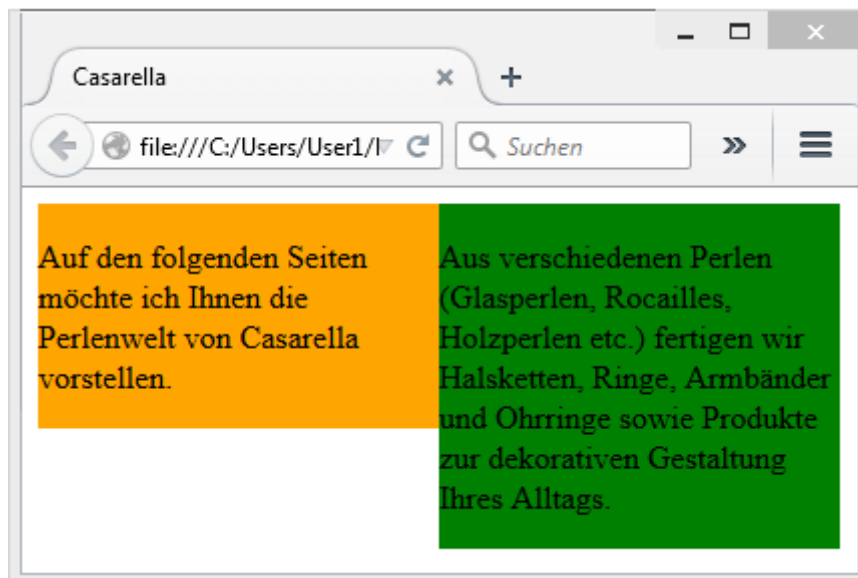 Casarella
file:///C:/Users/User1/
Suchen
Auf den folgenden Seiten
möchte ich Ihnen die
Perlenwelt von Casarella
vorstellen.
Aus verschiedenen Perlen
(Glasperlen, Rocailles,
Holzperlen etc.) fertigen wir
Halsketten, Ringe, Armbänder
und Ohrringe sowie Produkte
zur dekorativen Gestaltung
Ihres Alltags.